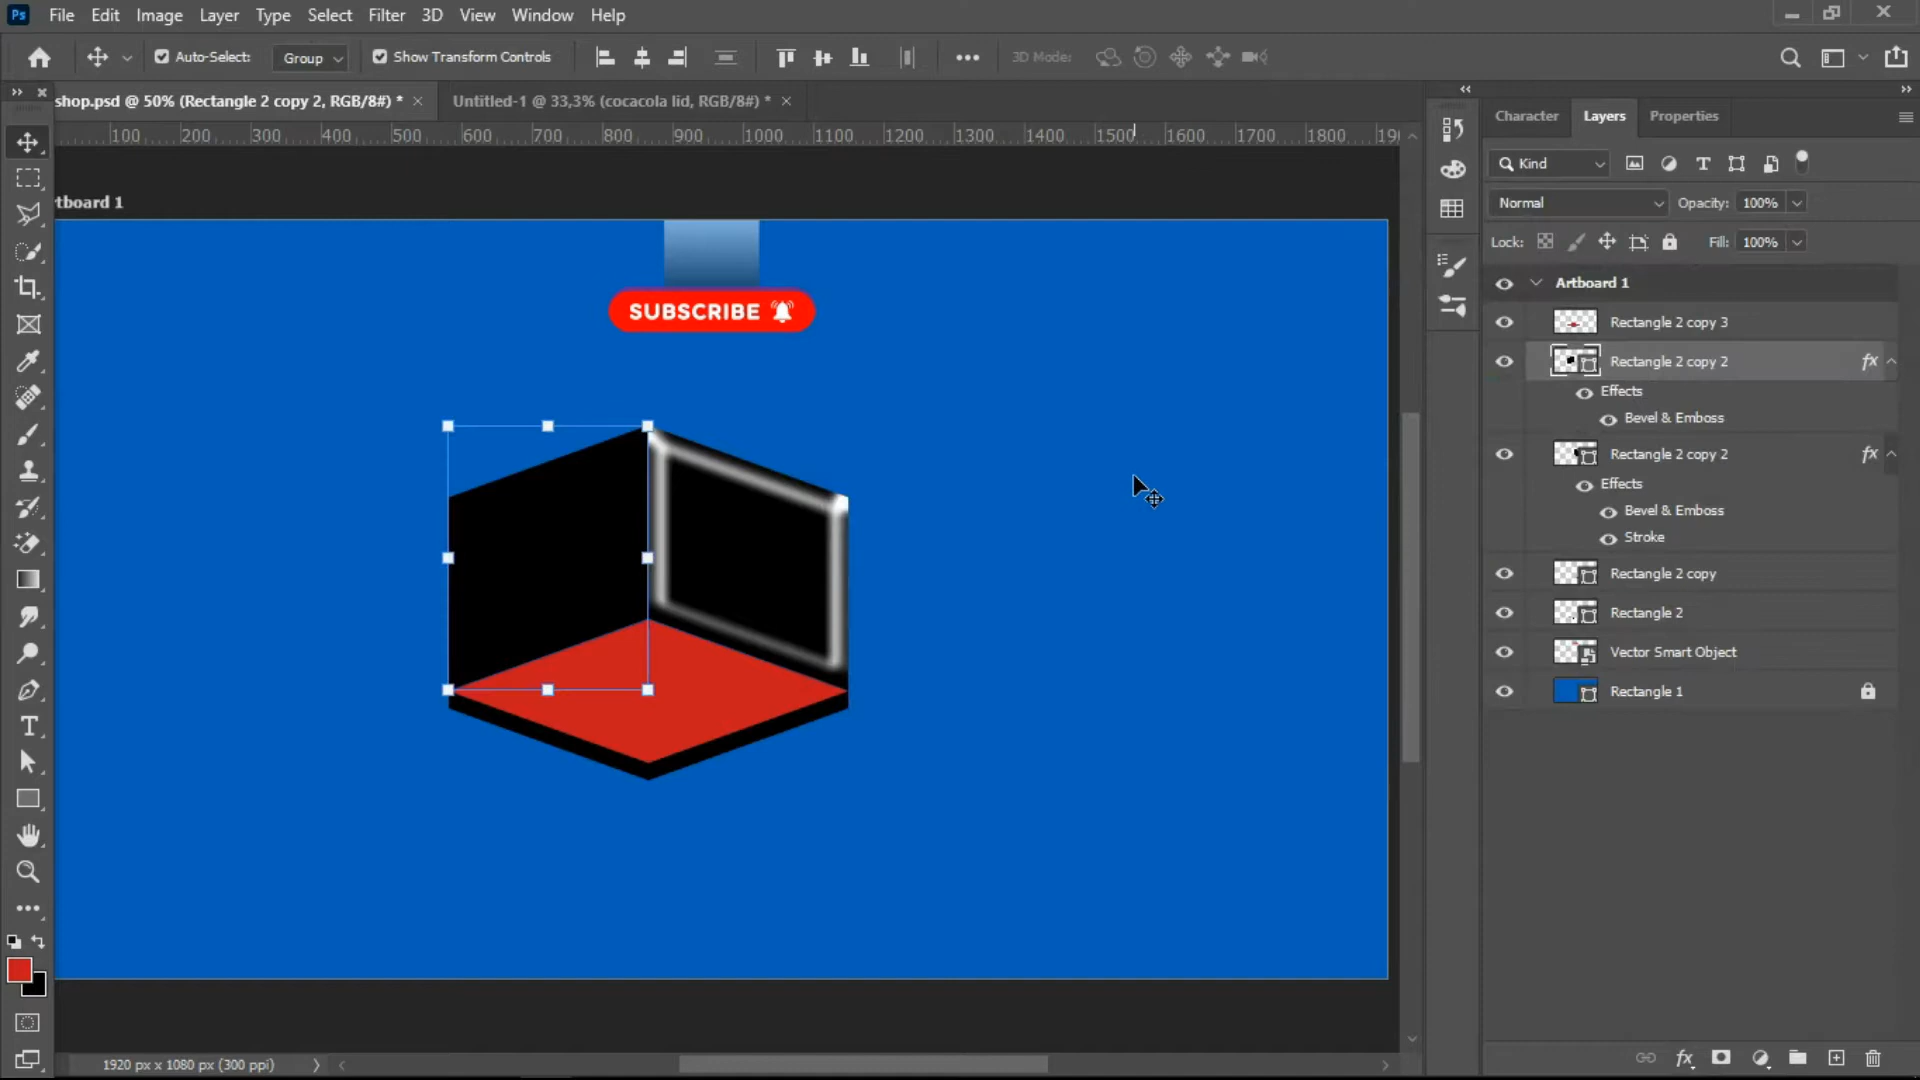 Ps File Edit Image Layer Type Select Filter 3D View Window Help
Auto-Select: Group Show Transform Controls 3D Mode:
shop.psd @ 50% (Rectangle 2 copy 2, RGB/8#) * Untitled-1 @ 33,3% (cocacola lid, RGB/8#) *
100 200 300 400 500 600 700 800 900 1000 1100 1200 1300 1400 1500 1600 1700 1800 190
tboard 1
SUBSCRIBE
Character Layers Properties
Kind
Normal Opacity: 100%
Lock: Fill: 100%
Artboard 1
Rectangle 2 copy 3
Rectangle 2 copy 2 fx
Effects
Bevel & Emboss
Rectangle 2 copy 2 fx
Effects
Bevel & Emboss
Stroke
Rectangle 2 copy
Rectangle 2
Vector Smart Object
Rectangle 1
1920 px x 1080 px (300 ppi)
fx